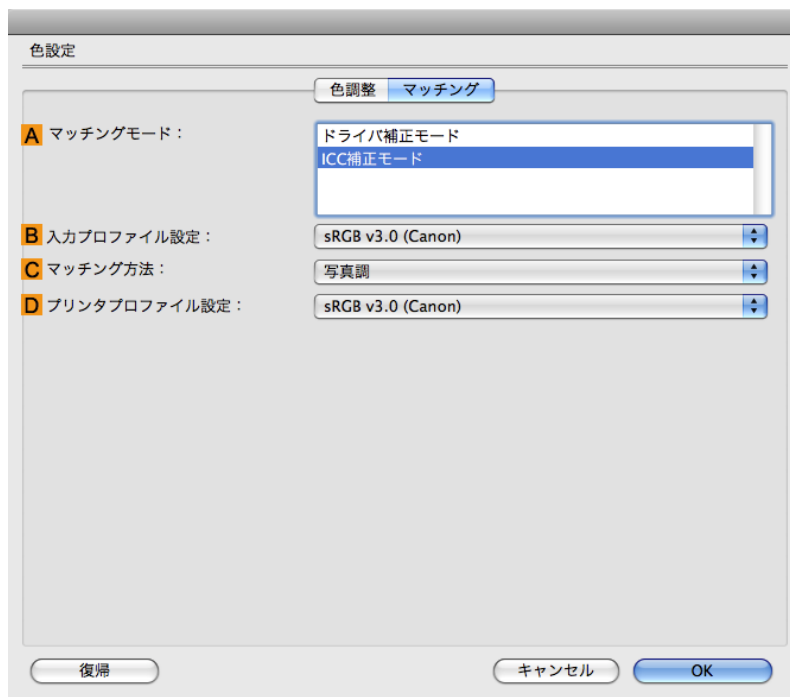 色設定
色調整 マッチング
A マッチングモード：
ドライバ補正モード
ICC補正モード
B 入力プロファイル設定： sRGB v3.0 (Canon)
C マッチング方法： 写真調
D プリンタプロファイル設定： sRGB v3.0 (Canon)
復帰 キャンセル OK